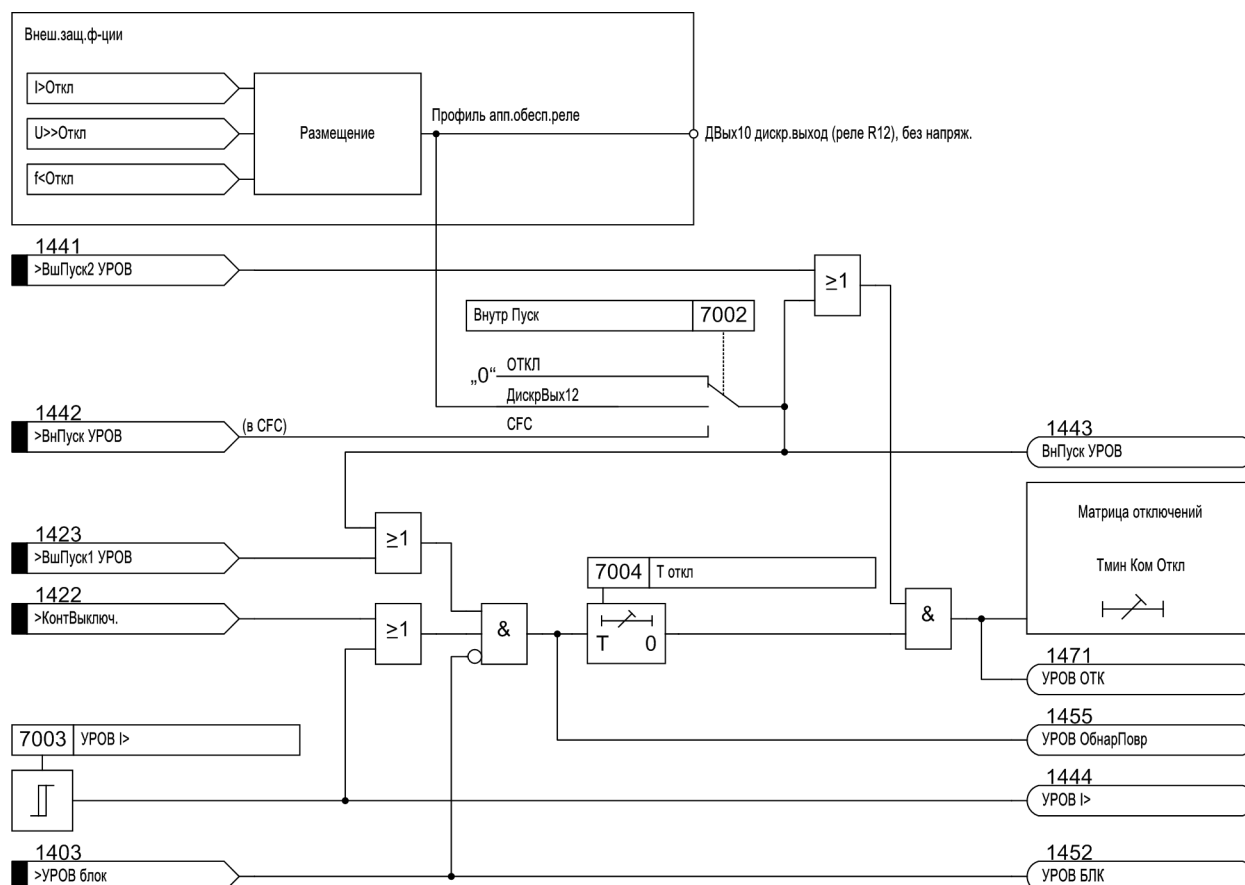 Внеш.защ.ф-ции
I>Откл
U>>Откл
f<Откл
Размещение
Профиль апп.обесп.реле
ДВых10 дискр.выход (реле R12), без напряж.
1441
>ВшПуск2 УРОВ
≥1
Внутр Пуск 7002
„0“ ОТКЛ
ДискрВых12
CFC
1442
>ВнПуск УРОВ
(в CFC)
1443
ВнПуск УРОВ
Матрица отключений
Tмин Ком Откл
1423
>ВшПуск1 УРОВ
≥1
1422
>КонтВыключ.
≥1
&
7004 Т откл
T 0
&
1471
УРОВ ОТК
1455
УРОВ ОбнарПовр
7003 УРОВ I>
1444
УРОВ I>
1403
>УРОВ блок
1452
УРОВ БЛК